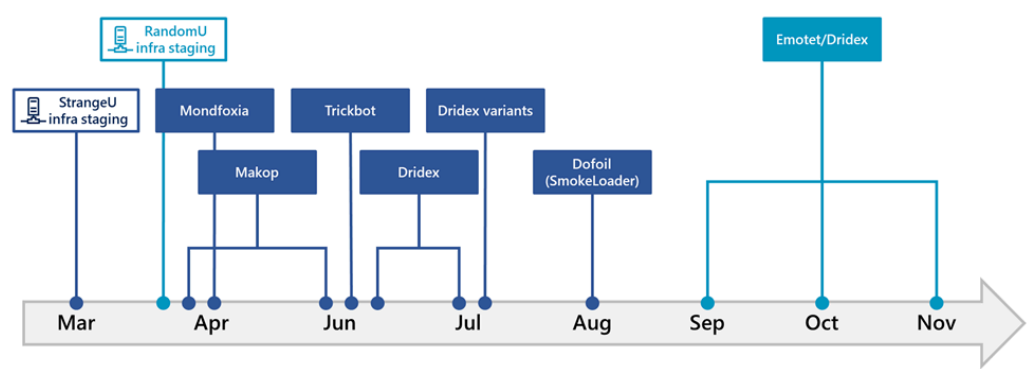 RandomU
infra staging
Emotet/Dridex
StrangeU
infra staging
Mondfoxia
Trickbot
Dridex variants
Makop
Dridex
Dofoil
(SmokeLoader)
Mar
Apr
Jun
Jul
Aug
Sep
Oct
Nov